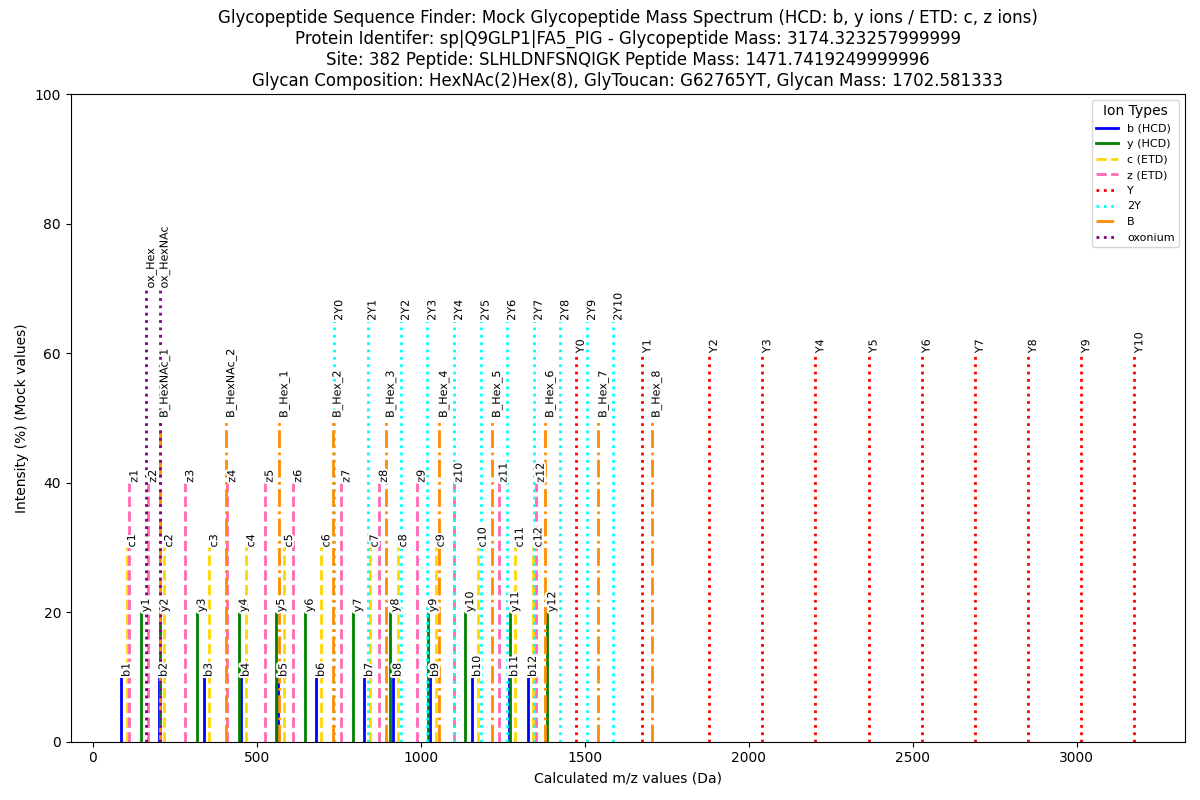 Glycopeptide Sequence Finder: Mock Glycopeptide Mass Spectrum (HCD: b, y ions / ETD: c, z ions)
Protein Identifer: sp|Q9GLP1|FA5_PIG - Glycopeptide Mass: 3174.323257999999
Site: 382 Peptide: SLHLDNFSNQIGK Peptide Mass: 1471.7419249999996
Glycan Composition: HexNAc(2)Hex(8), GlyToucan: G62765YT, Glycan Mass: 1702.581333
Intensity (%) (Mock values)
100
80
60
40
20
0
Ion Types
b (HCD)
y (HCD)
c (ETD)
z (ETD)
Y
2Y
B
oxonium
ox_Hex
ox_HexNAc
2Y0
2Y1
2Y2
2Y3
2Y4
2Y5
2Y6
2Y7
2Y8
2Y9
2Y10
Y0
Y1
Y2
Y3
Y4
Y5
Y6
Y7
Y8
Y9
Y10
B_HexNAc_1
B_HexNAc_2
B_Hex_1
B_Hex_2
B_Hex_3
B_Hex_4
B_Hex_5
B_Hex_6
B_Hex_7
B_Hex_8
z1
z2
z3
z4
z5
z6
z7
z8
z9
z10
z11
z12
c1
c2
c3
c4
c5
c6
c7
c8
c9
c10
c11
c12
y1
y2
y3
y4
y5
y6
y7
y8
y9
y10
y11
y12
b1
b2
b3
b4
b5
b6
b7
b8
b9
b10
b11
b12
0
500
1000
1500
2000
2500
3000
Calculated m/z values (Da)